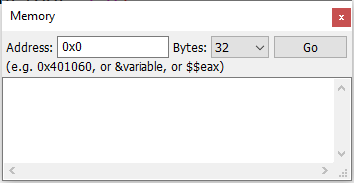 Memory
Address: 0x0 Bytes: 32 Go
(e.g. 0x401060, or &variable, or $$eax)